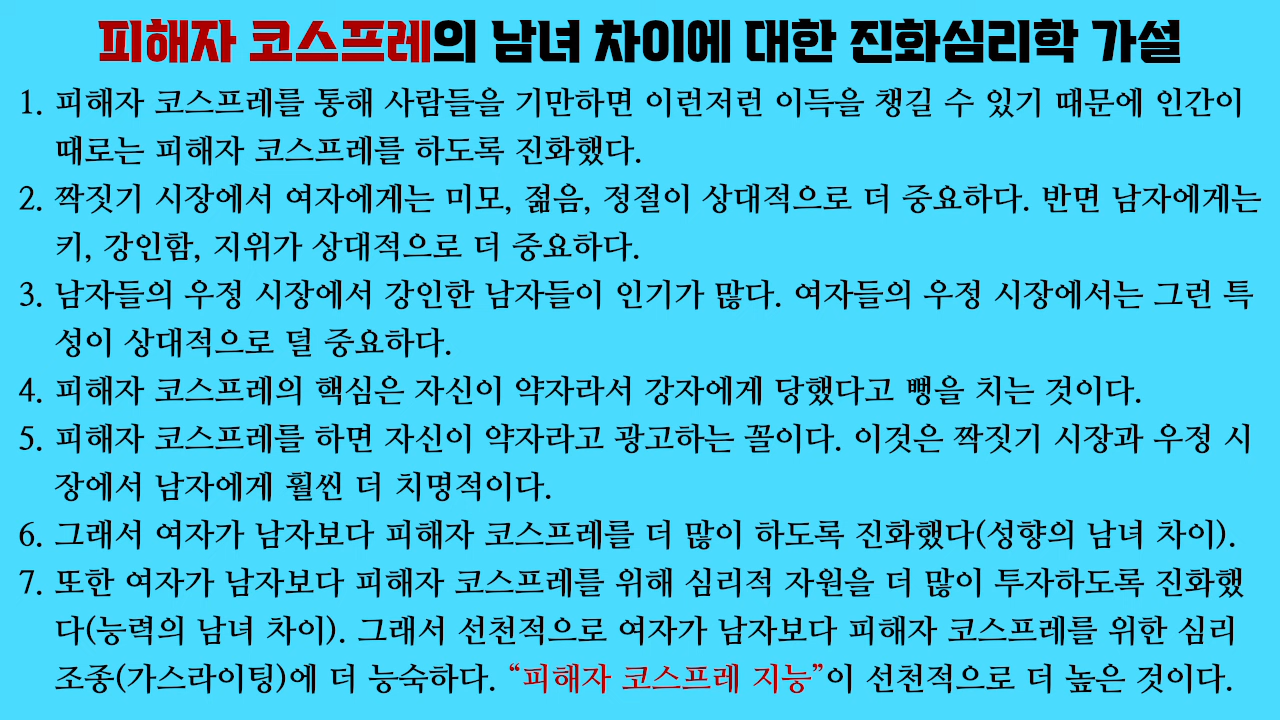 피해자 코스프레의 남녀 차이에 대한 진화심리학 가설
1. 피해자 코스프레를 통해 사람들을 기만하면 이런저런 이득을 챙길 수 있기 때문에 인간이
때로는 피해자 코스프레를 하도록 진화했다.
2. 짝짓기 시장에서 여자에게는 미모, 젊음, 정절이 상대적으로 더 중요하다. 반면 남자에게는
키, 강인함, 지위가 상대적으로 더 중요하다.
3. 남자들의 우정 시장에서 강인한 남자들이 인기가 많다. 여자들의 우정 시장에서는 그런 특
성이 상대적으로 덜 중요하다.
4. 피해자 코스프레의 핵심은 자신이 약자라서 강자에게 당했다고 뻥을 치는 것이다.
5. 피해자 코스프레를 하면 자신이 약자라고 광고하는 꼴이다. 이것은 짝짓기 시장과 우정 시
장에서 남자에게 훨씬 더 치명적이다.
6. 그래서 여자가 남자보다 피해자 코스프레를 더 많이 하도록 진화했다(성향의 남녀 차이).
7. 또한 여자가 남자보다 피해자 코스프레를 위해 심리적 자원을 더 많이 투자하도록 진화했
다(능력의 남녀 차이). 그래서 선천적으로 여자가 남자보다 피해자 코스프레를 위한 심리
조종(가스라이팅)에 더 능숙하다. “피해자 코스프레 지능”이 선천적으로 더 높은 것이다.